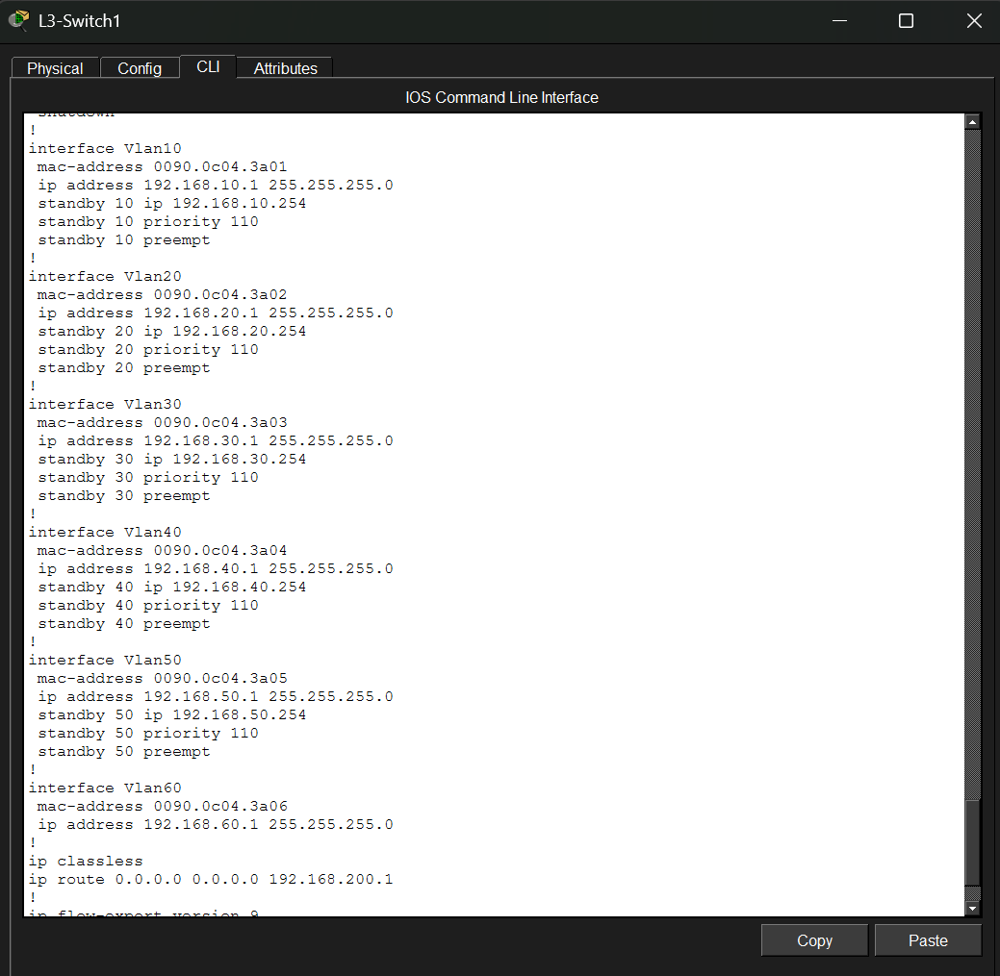 L3-Switch1
Physical Config CLI Attributes
IOS Command Line Interface
shutdown
!
interface Vlan10
 mac-address 0090.0c04.3a01
 ip address 192.168.10.1 255.255.255.0
 standby 10 ip 192.168.10.254
 standby 10 priority 110
 standby 10 preempt
!
interface Vlan20
 mac-address 0090.0c04.3a02
 ip address 192.168.20.1 255.255.255.0
 standby 20 ip 192.168.20.254
 standby 20 priority 110
 standby 20 preempt
!
interface Vlan30
 mac-address 0090.0c04.3a03
 ip address 192.168.30.1 255.255.255.0
 standby 30 ip 192.168.30.254
 standby 30 priority 110
 standby 30 preempt
!
interface Vlan40
 mac-address 0090.0c04.3a04
 ip address 192.168.40.1 255.255.255.0
 standby 40 ip 192.168.40.254
 standby 40 priority 110
 standby 40 preempt
!
interface Vlan50
 mac-address 0090.0c04.3a05
 ip address 192.168.50.1 255.255.255.0
 standby 50 ip 192.168.50.254
 standby 50 priority 110
 standby 50 preempt
!
interface Vlan60
 mac-address 0090.0c04.3a06
 ip address 192.168.60.1 255.255.255.0
!
ip classless
ip route 0.0.0.0 0.0.0.0 192.168.200.1
!
ip flow-export version 9
Copy Paste